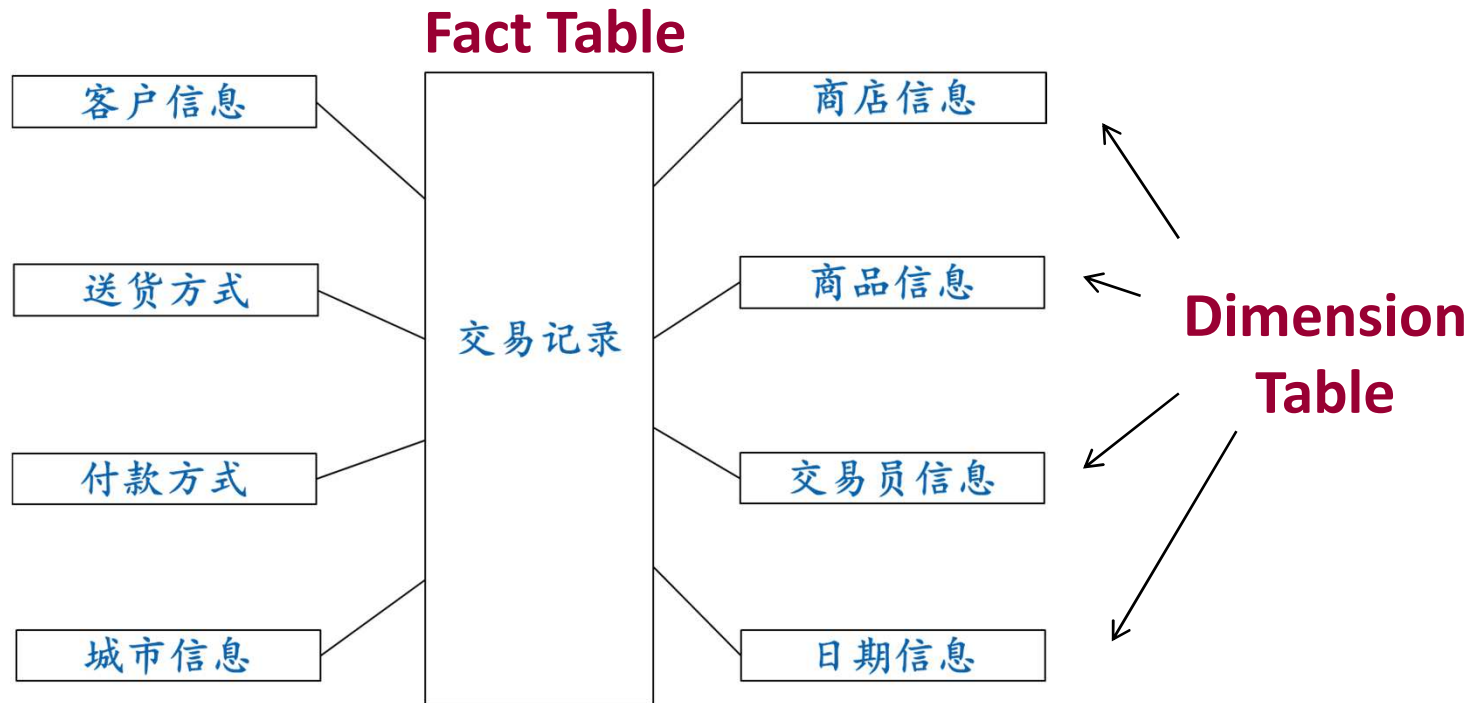 Fact Table
客户信息
送货方式
付款方式
城市信息
交易记录
商店信息
商品信息
交易员信息
日期信息
Dimension
Table